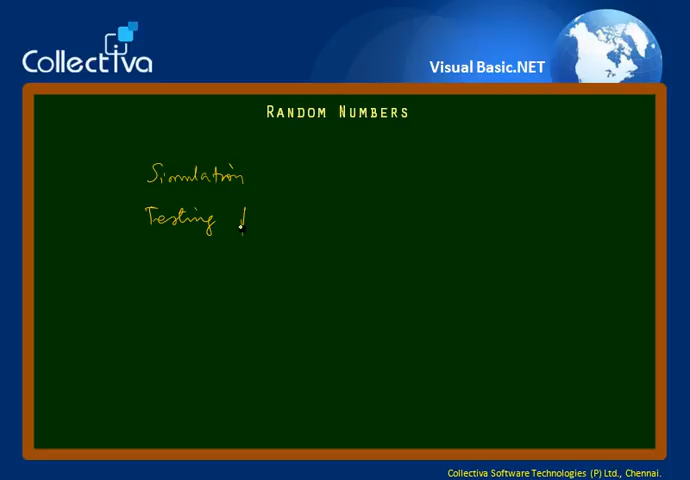 Collectiva
Visual Basic.NET
Random Numbers
Simulation
Testing
Collectiva Software Technologies (P) Ltd., Chennai.